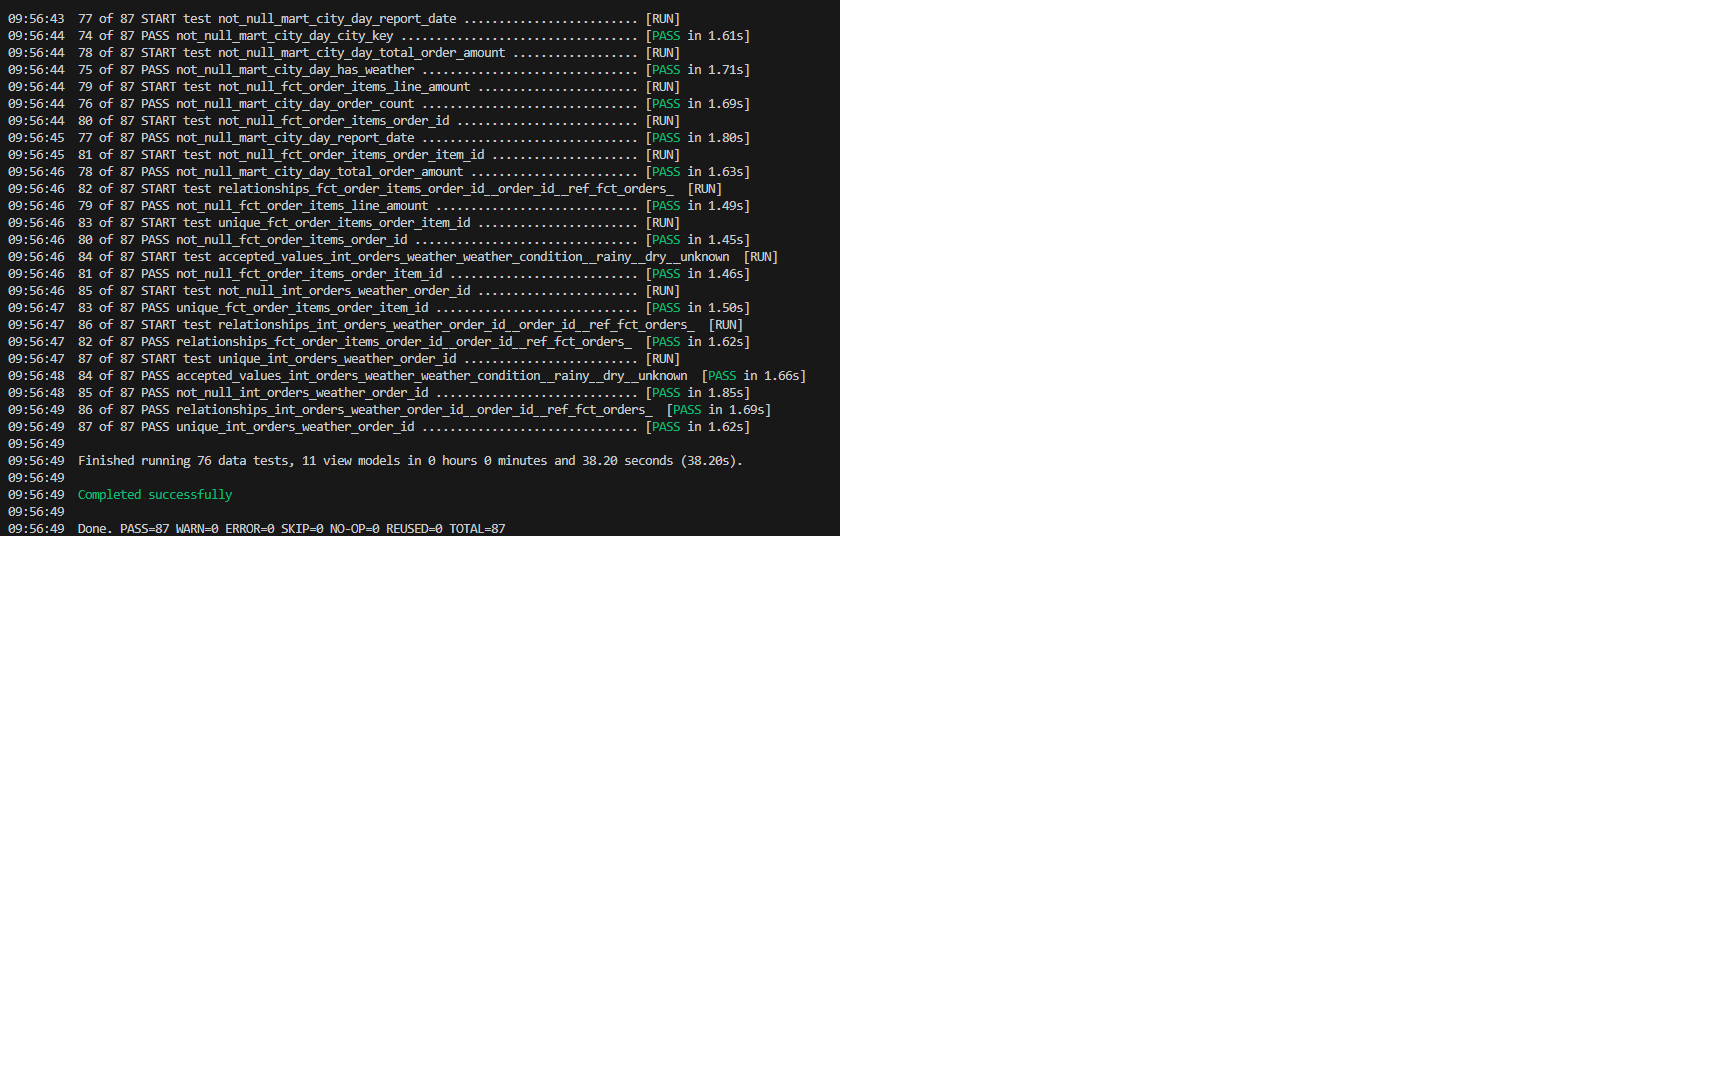 09:56:43  77 of 87 START test not_null_mart_city_day_report_date ......................... [RUN]
09:56:44  74 of 87 PASS not_null_mart_city_day_city_key .................................. [PASS in 1.61s]
09:56:44  78 of 87 START test not_null_mart_city_day_total_order_amount .................. [RUN]
09:56:44  75 of 87 PASS not_null_mart_city_day_has_weather ............................... [PASS in 1.71s]
09:56:44  79 of 87 START test not_null_fct_order_items_line_amount ....................... [RUN]
09:56:44  76 of 87 PASS not_null_mart_city_day_order_count ............................... [PASS in 1.69s]
09:56:44  80 of 87 START test not_null_fct_order_items_order_id .......................... [RUN]
09:56:45  77 of 87 PASS not_null_mart_city_day_report_date ............................... [PASS in 1.80s]
09:56:45  81 of 87 START test not_null_fct_order_items_order_item_id ..................... [RUN]
09:56:46  78 of 87 PASS not_null_mart_city_day_total_order_amount ........................ [PASS in 1.63s]
09:56:46  82 of 87 START test relationships_fct_order_items_order_id__order_id__ref_fct_orders_  [RUN]
09:56:46  79 of 87 PASS not_null_fct_order_items_line_amount ............................. [PASS in 1.49s]
09:56:46  83 of 87 START test unique_fct_order_items_order_item_id ....................... [RUN]
09:56:46  80 of 87 PASS not_null_fct_order_items_order_id ................................ [PASS in 1.45s]
09:56:46  84 of 87 START test accepted_values_int_orders_weather_weather_condition__rainy__dry__unknown  [RUN]
09:56:46  81 of 87 PASS not_null_fct_order_items_order_item_id ........................... [PASS in 1.46s]
09:56:46  85 of 87 START test not_null_int_orders_weather_order_id ....................... [RUN]
09:56:47  83 of 87 PASS unique_fct_order_items_order_item_id ............................. [PASS in 1.50s]
09:56:47  86 of 87 START test relationships_int_orders_weather_order_id__order_id__ref_fct_orders_  [RUN]
09:56:47  82 of 87 PASS relationships_fct_order_items_order_id__order_id__ref_fct_orders_  [PASS in 1.62s]
09:56:47  87 of 87 START test unique_int_orders_weather_order_id ......................... [RUN]
09:56:48  84 of 87 PASS accepted_values_int_orders_weather_weather_condition__rainy__dry__unknown  [PASS in 1.66s]
09:56:48  85 of 87 PASS not_null_int_orders_weather_order_id ............................. [PASS in 1.85s]
09:56:49  86 of 87 PASS relationships_int_orders_weather_order_id__order_id__ref_fct_orders_  [PASS in 1.69s]
09:56:49  87 of 87 PASS unique_int_orders_weather_order_id ............................... [PASS in 1.62s]
09:56:49
09:56:49  Finished running 76 data tests, 11 view models in 0 hours 0 minutes and 38.20 seconds (38.20s).
09:56:49
09:56:49  Completed successfully
09:56:49
09:56:49  Done. PASS=87 WARN=0 ERROR=0 SKIP=0 NO-OP=0 REUSED=0 TOTAL=87